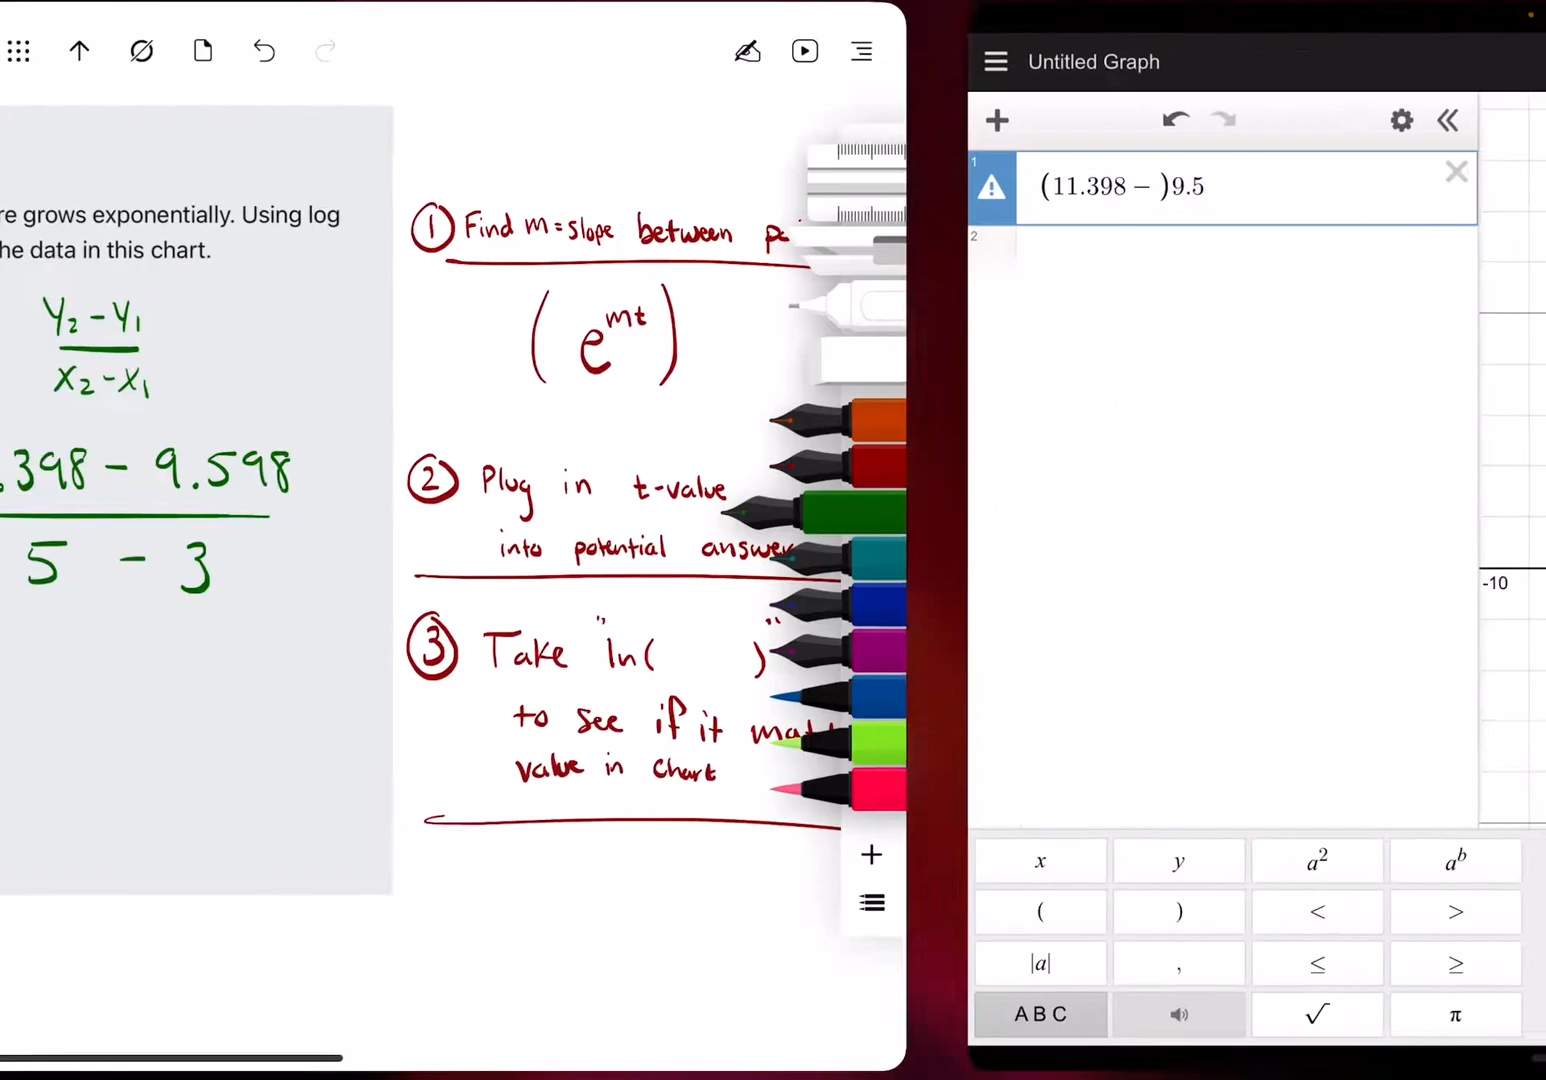 re grows exponentially. Using log
he data in this chart.
Y₂ - Y₁
X₂ - X₁
.398 - 9.598
5 - 3
① Find m = slope between
(e^mt)
② Plug in t-value
into potential answer
③ Take "ln( )"
to see if it
value in chart
Untitled Graph
1
(11.398 − )9.5
2
-10
x y a² aᵇ
( ) < >
|a| , ≤ ≥
A B C √ π